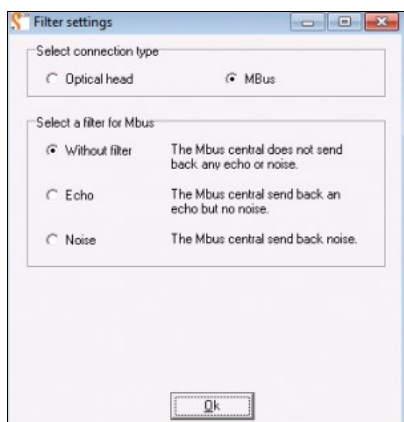 Filter settings
Select connection type
Optical head
MBus
Select a filter for Mbus
Without filter
The Mbus central does not send
back any echo or noise.
Echo
The Mbus central send back an
echo but no noise.
Noise
The Mbus central send back noise.
Ok